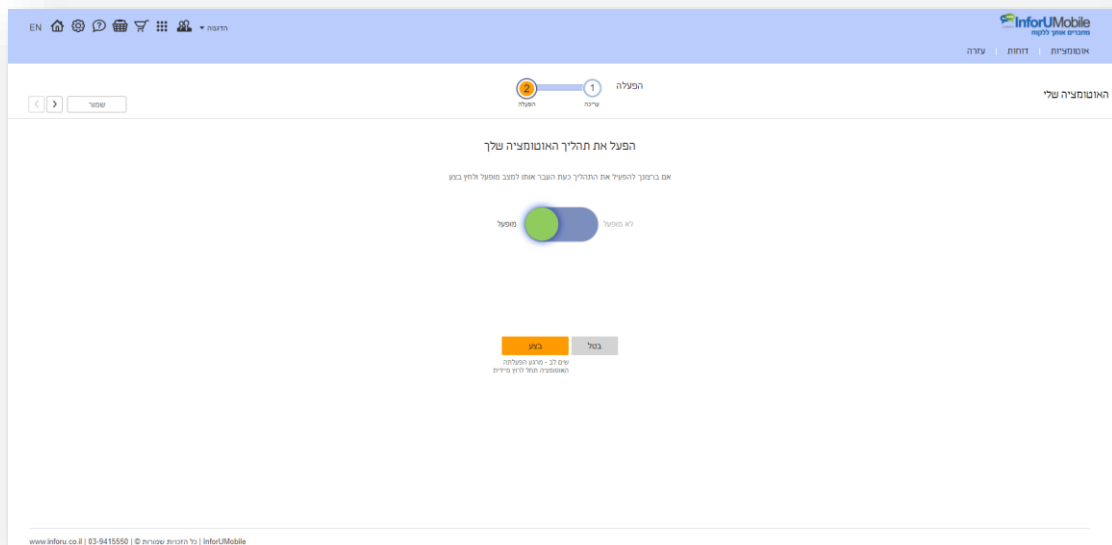 InforUMobile
מחברים אותך ללקוח
הדוגמה
EN
אוטומציות | דוחות | עזרה
האוטומציה שלי
הפעלה
1
2
עריכה
הפעלה
שמור
הפעל את תהליך האוטומציה שלך
אם ברצונך להפעיל את התהליך כעת העבר אותו למצב מופעל ולחץ בצע
לא מופעל
מופעל
בטל
בצע
שים לב - מרגע הפעלתה
האוטומציה תחל לרוץ מיידית
InforUMobile | כל הזכויות שמורות © | 03-9415550 | www.inforu.co.il